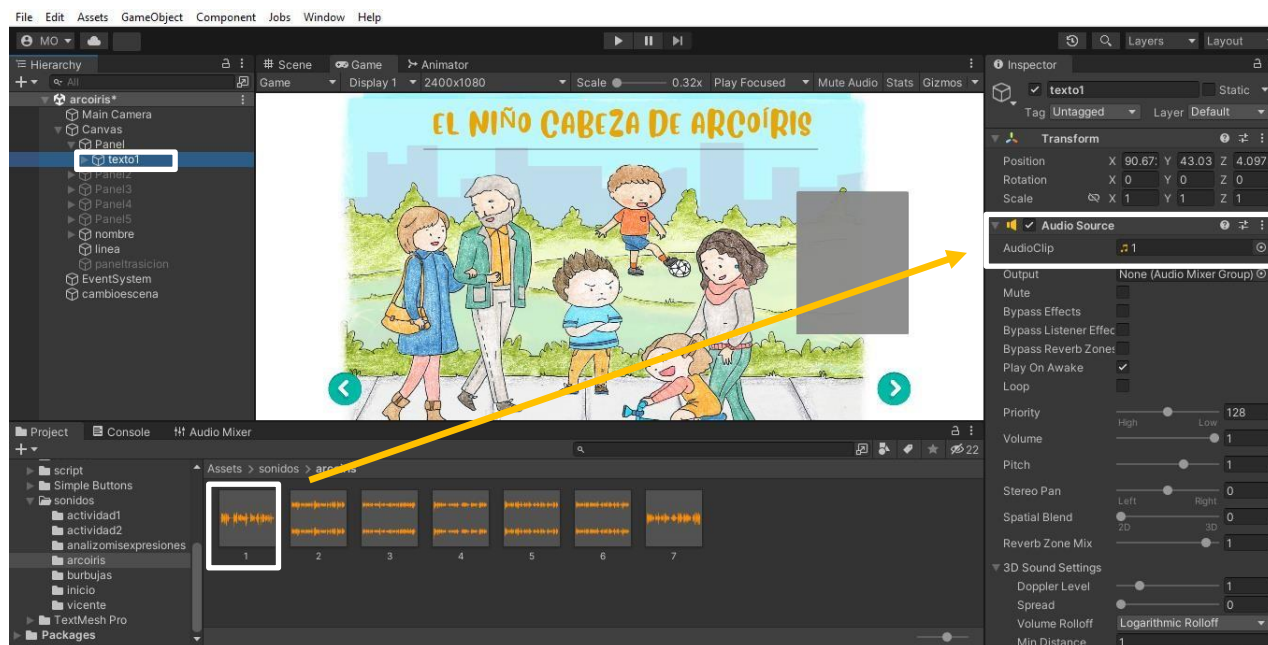 File Edit Assets GameObject Component Jobs Window Help
MO Layers Layout
Hierarchy
All
arcoiris*
Main Camera
Canvas
Panel
texto1
Panel2
Panel3
Panel4
Panel5
nombre
linea
paneltrasicion
EventSystem
cambioescena
# Scene Game Animator
Game Display 1 2400x1080 Scale 0.32x Play Focused Mute Audio Stats Gizmos
EL NIÑO CABEZA DE ARCOÍRIS
Inspector
texto1 Static
Tag Untagged Layer Default
Transform
Position X 90.67 Y 43.03 Z 4.097
Rotation X 0 Y 0 Z 0
Scale X 1 Y 1 Z 1
Audio Source
AudioClip 1
Output None (Audio Mixer Group)
Mute
Bypass Effects
Bypass Listener Effec
Bypass Reverb Zones
Play On Awake
Loop
Priority 128
High Low
Volume 1
Pitch 1
Stereo Pan 0
Left Right
Spatial Blend 0
2D 3D
Reverb Zone Mix 1
3D Sound Settings
Doppler Level 1
Spread 0
Volume Rolloff Logarithmic Rolloff
Min Distance 1
Project Console Audio Mixer
22
script
Simple Buttons
sonidos
actividad1
actividad2
analizomisexpresiones
arcoiris
burbujas
inicio
vicente
TextMesh Pro
Packages
Assets > sonidos > arcoiris
1 2 3 4 5 6 7